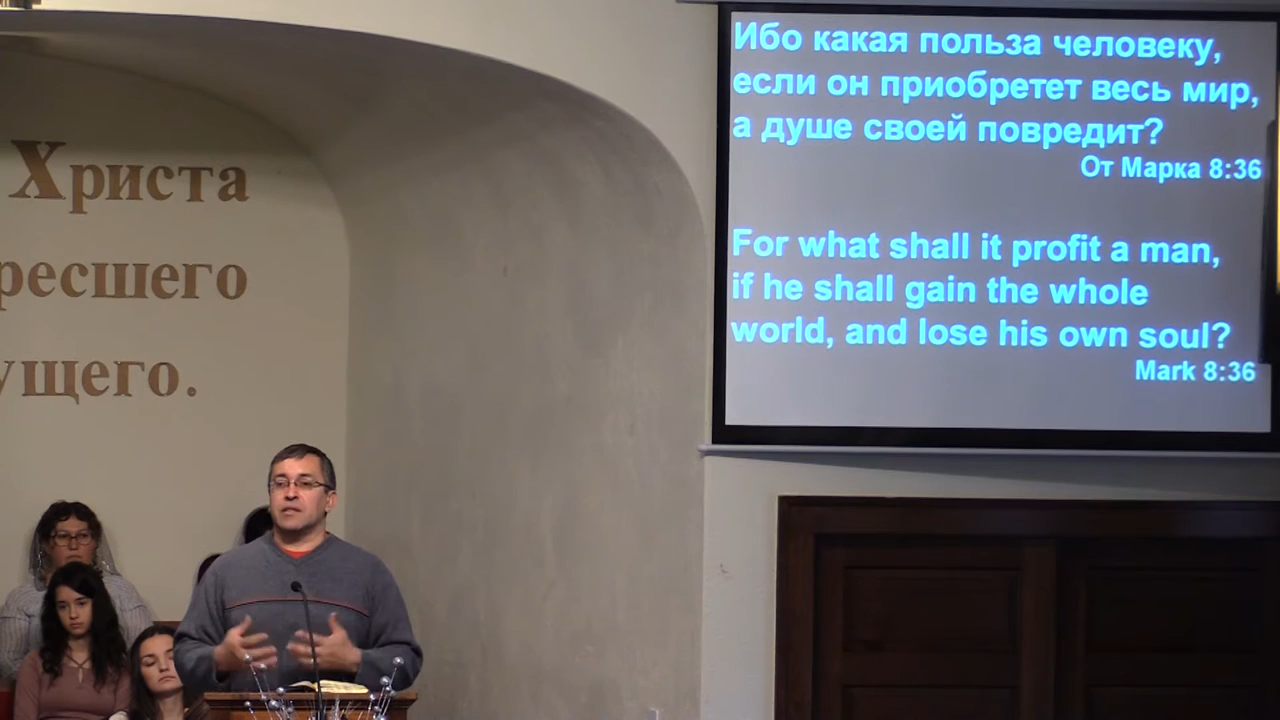 Христа
ресшего
ущего.
Ибо какая польза человеку,
если он приобретет весь мир,
а душе своей повредит?
От Марка 8:36
For what shall it profit a man,
if he shall gain the whole
world, and lose his own soul?
Mark 8:36